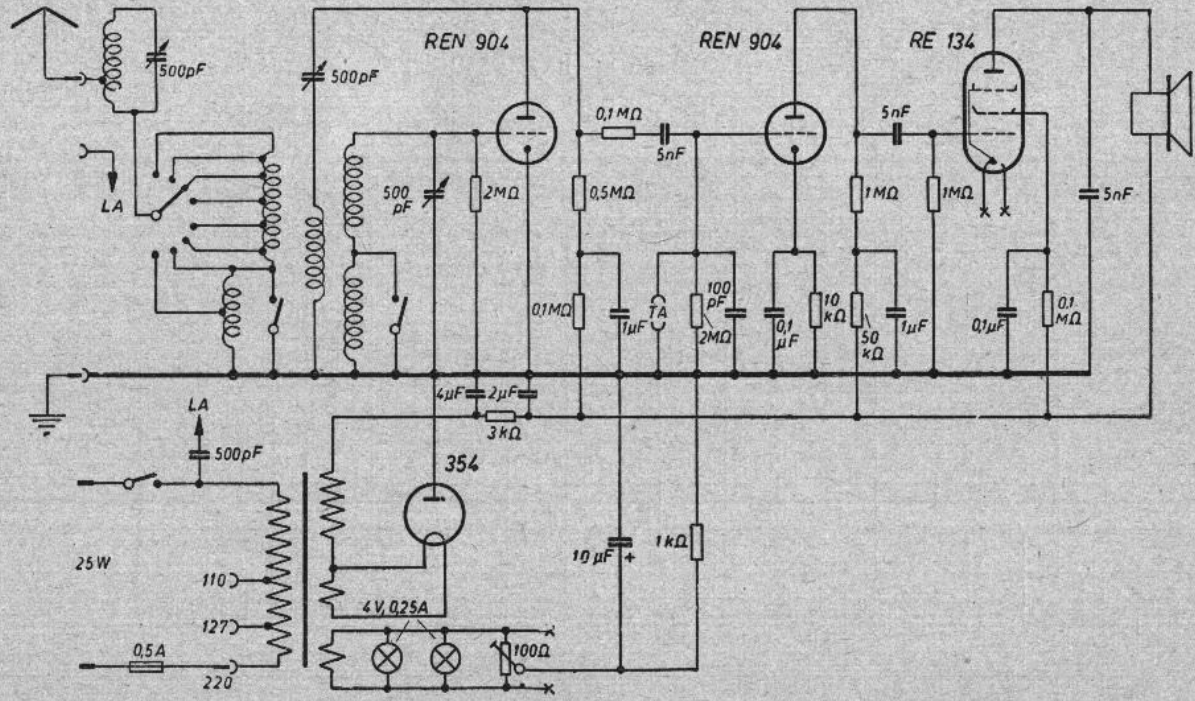 REN 904
REN 904
RE 134
500pF
500pF
0,1MΩ
5nF
5nF
500
pF
2MΩ
0,5MΩ
1MΩ
1MΩ
5nF
LA
0,1MΩ
1µF
TA
100
pF
2MΩ
0,1
µF
10
kΩ
50
kΩ
1µF
0,1µF
0,1
MΩ
4µF
2µF
3kΩ
LA
500pF
354
25W
110
127
220
0,5A
4V, 0,25A
100Ω
10µF
+
1kΩ